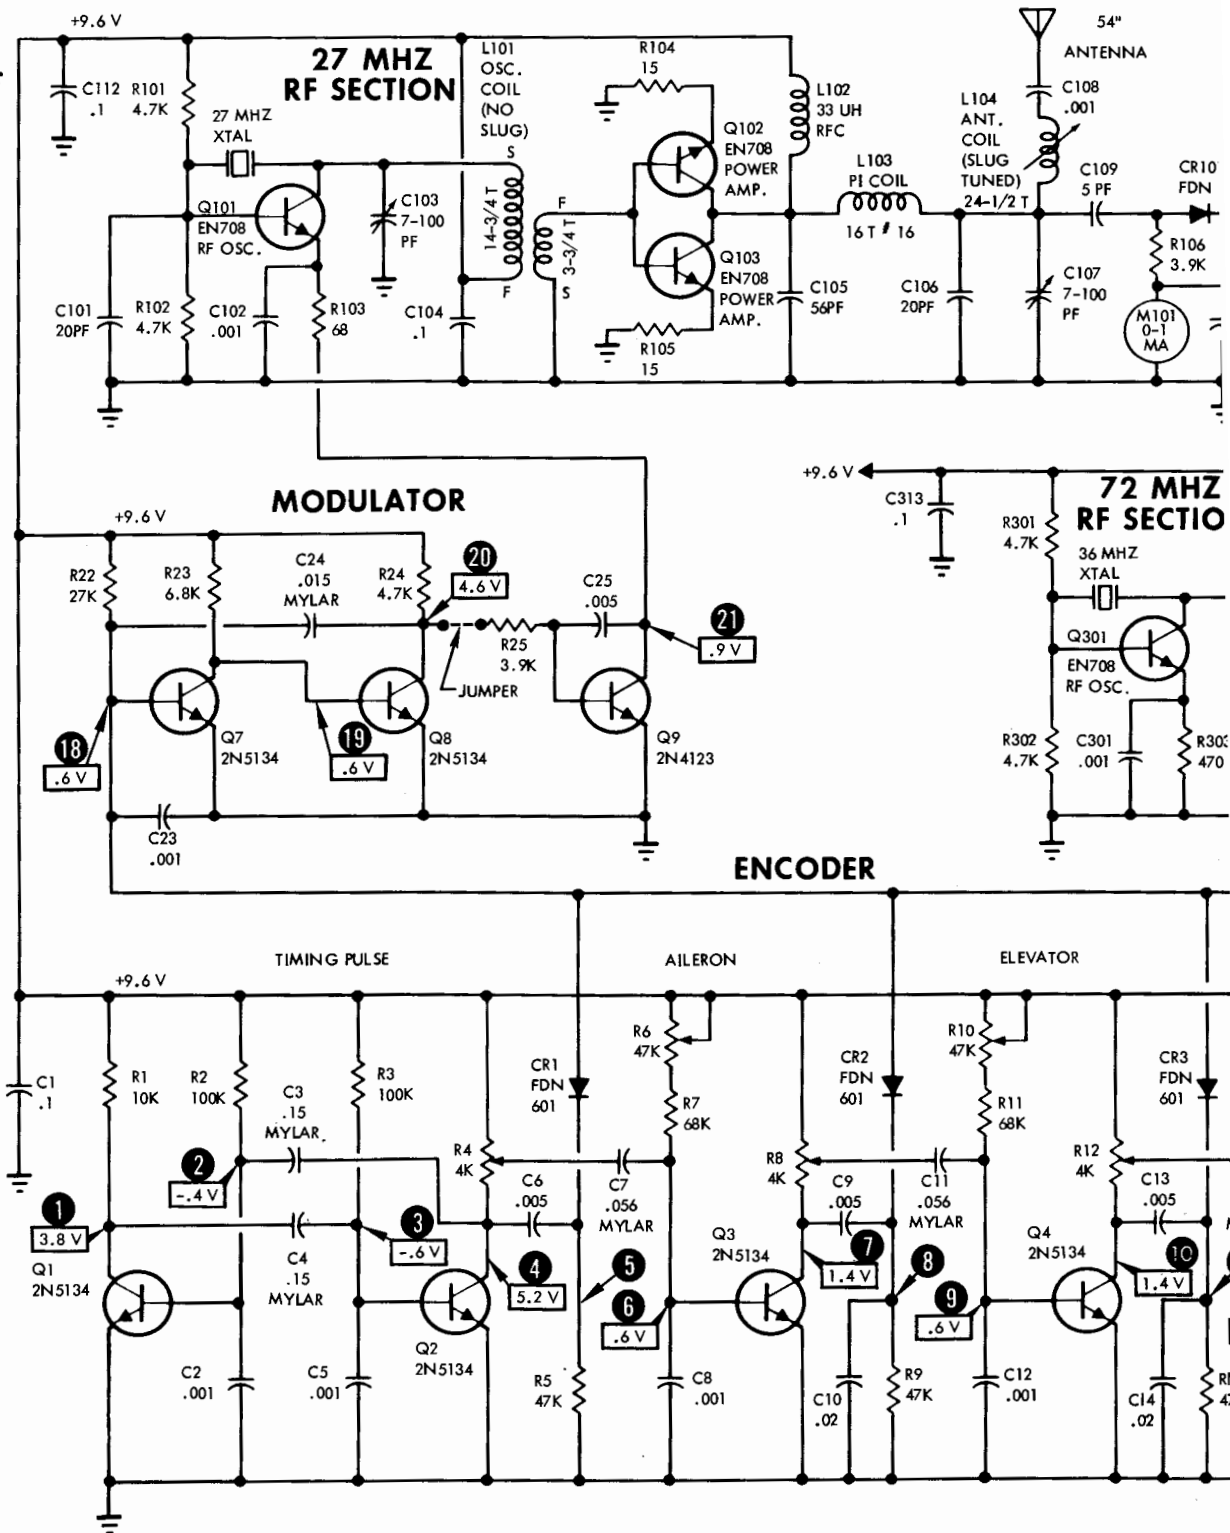 +9.6 V
C112
.1
R101
4.7K
27 MHZ
RF SECTION
27 MHZ
XTAL
L101
OSC.
COIL
(NO
SLUG)
S
14-3/4 T
F
F
3-3/4 T
S
R104
15
Q102
EN708
POWER
AMP.
L102
33 UH
RFC
L103
PI COIL
16 T # 16
54"
ANTENNA
C108
.001
L104
ANT.
COIL
(SLUG
TUNED)
24-1/2 T
C109
5 PF
CR10
FDN
R106
3.9K
M101
0-1
MA
Q101
EN708
RF OSC.
C103
7-100
PF
Q103
EN708
POWER
AMP.
C101
20PF
R102
4.7K
C102
.001
R103
68
C104
.1
R105
15
C105
56PF
C106
20PF
C107
7-100
PF
MODULATOR
+9.6 V
R22
27K
R23
6.8K
C24
.015
MYLAR
R24
4.7K
20
4.6 V
C25
.005
21
.9 V
R25
3.9K
JUMPER
18
.6 V
Q7
2N5134
19
.6 V
Q8
2N5134
Q9
2N4123
C23
.001
+9.6 V
C313
.1
R301
4.7K
72 MHZ
RF SECTIO
36 MHZ
XTAL
Q301
EN708
RF OSC.
R302
4.7K
C301
.001
R303
470
ENCODER
TIMING PULSE
AILERON
ELEVATOR
+9.6 V
C1
.1
R1
10K
R2
100K
C3
.15
MYLAR
R3
100K
R4
4K
CR1
FDN
601
R6
47K
R7
68K
R8
4K
CR2
FDN
601
R10
47K
R11
68K
R12
4K
CR3
FDN
601
2
-.4 V
1
3.8 V
C4
.15
MYLAR
3
-.6 V
C6
.005
C7
.056
MYLAR
C9
.005
C11
.056
MYLAR
C13
.005
Q1
2N5134
Q2
2N5134
4
5.2 V
5
6
.6 V
Q3
2N5134
7
1.4 V
8
9
.6 V
Q4
2N5134
10
1.4 V
C2
.001
C5
.001
R5
47K
C8
.001
C10
.02
R9
47K
C12
.001
C14
.02